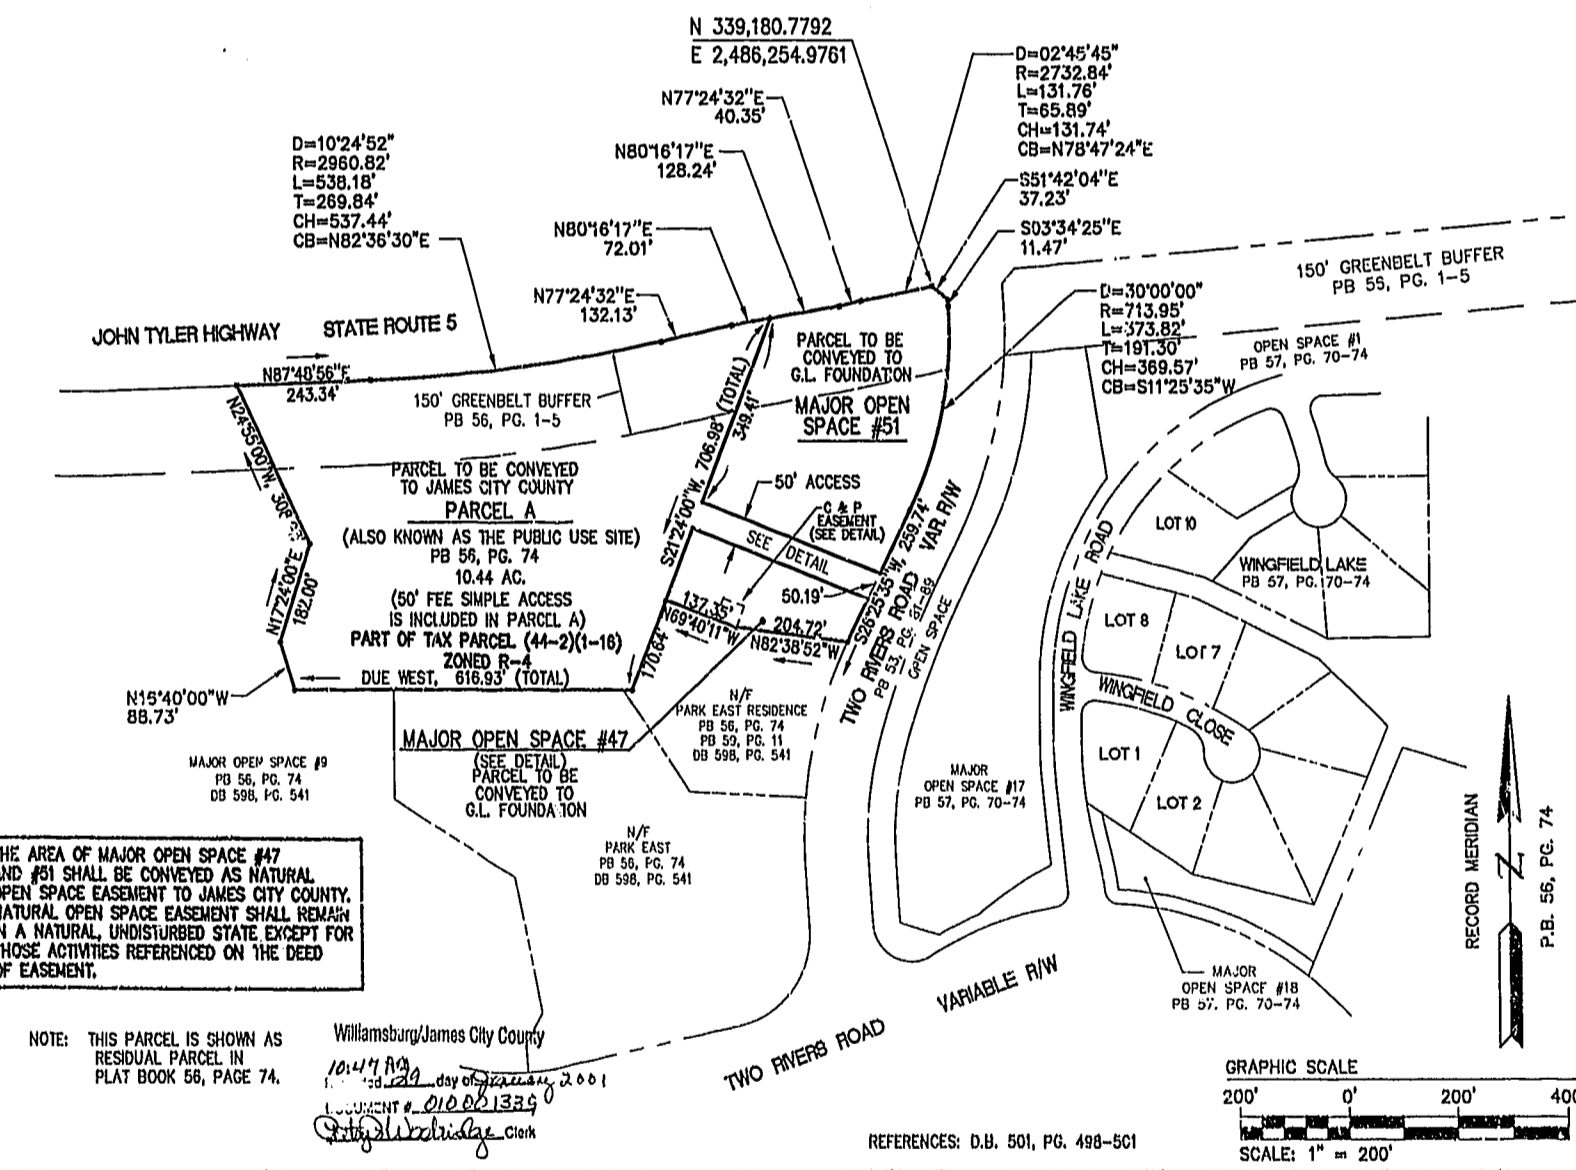 N 339,180.7792
E 2,486,254.9761
D=02°45'45"
R=2732.84'
L=131.76'
T=65.89'
CH=131.74'
CB=N78°47'24"E
N77°24'32"E
40.35'
D=10°24'52"
R=2960.82'
L=538.18'
T=269.84'
CH=537.44'
CB=N82°36'30"E
N80°16'17"E
128.24'
S51°42'04"E
37.23'
N80°16'17"E
72.01'
S03°34'25"E
11.47'
N77°24'32"E
132.13'
150' GREENBELT BUFFER
PB 56, PG. 1-5
D=30°00'00"
R=713.95'
L=373.82'
T=191.30'
CH=369.57'
CB=S11°25'35"W
JOHN TYLER HIGHWAY STATE ROUTE 5
OPEN SPACE #1
PB 57, PG. 70-74
PARCEL TO BE
CONVEYED TO
G.L. FOUNDATION
MAJOR OPEN
SPACE #51
N87°48'56"E
243.34'
150' GREENBELT BUFFER
PB 56, PG. 1-5
S21°24'00"W, 706.98' (TOTAL)
349.41'
N24°55'00"W,
PARCEL TO BE CONVEYED
TO JAMES CITY COUNTY
PARCEL A
(ALSO KNOWN AS THE PUBLIC USE SITE)
PB 56, PG. 74
10.44 AC.
(50' FEE SIMPLE ACCESS
IS INCLUDED IN PARCEL A)
PART OF TAX PARCEL (44-2)(1-16)
ZONED R-4
DUE WEST, 616.93' (TOTAL)
50' ACCESS
C & P
EASEMENT
(SEE DETAIL)
SEE DETAIL
50.19'
S26°25'35"W, 259.74'
VAR. R/W
TWO RIVERS ROAD
PB 53, PG. 81-89
OPEN SPACE
N17°24'00"E
182.00'
137.35'
N69°40'11"W
204.72'
N82°38'52"W
170.64'
N15°40'00"W
88.73'
LOT 10
WINGFIELD LAKE
PB 57, PG. 70-74
WINGFIELD LAKE ROAD
LOT 8
LOT 7
WINGFIELD CLOSE
LOT 1
LOT 2
N/F
PARK EAST RESIDENCE
PB 56, PG. 74
PB 59, PG. 11
DB 598, PG. 541
MAJOR OPEN SPACE #47
(SEE DETAIL)
PARCEL TO BE
CONVEYED TO
G.L. FOUNDATION
MAJOR OPEN SPACE #9
PB 56, PG. 74
DB 598, PG. 541
MAJOR
OPEN SPACE #17
PB 57, PG. 70-74
N/F
PARK EAST
PB 56, PG. 74
DB 598, PG. 541
HE AREA OF MAJOR OPEN SPACE #47
ND #51 SHALL BE CONVEYED AS NATURAL
OPEN SPACE EASEMENT TO JAMES CITY COUNTY.
NATURAL OPEN SPACE EASEMENT SHALL REMAIN
N A NATURAL, UNDISTURBED STATE EXCEPT FOR
HOSE ACTIVITIES REFERENCED ON THE DEED
OF EASEMENT.
RECORD MERIDIAN
N
P.B. 56, PG. 74
MAJOR
OPEN SPACE #18
PB 57, PG. 70-74
VARIABLE R/W
TWO RIVERS ROAD
NOTE: THIS PARCEL IS SHOWN AS
RESIDUAL PARCEL IN
PLAT BOOK 56, PAGE 74.
Williamsburg/James City County
10:47 AM
29 day of January 2001
DOCUMENT # 010001339
Clerk
REFERENCES: D.B. 501, PG. 498-501
GRAPHIC SCALE
200' 0' 200' 400
SCALE: 1" = 200'